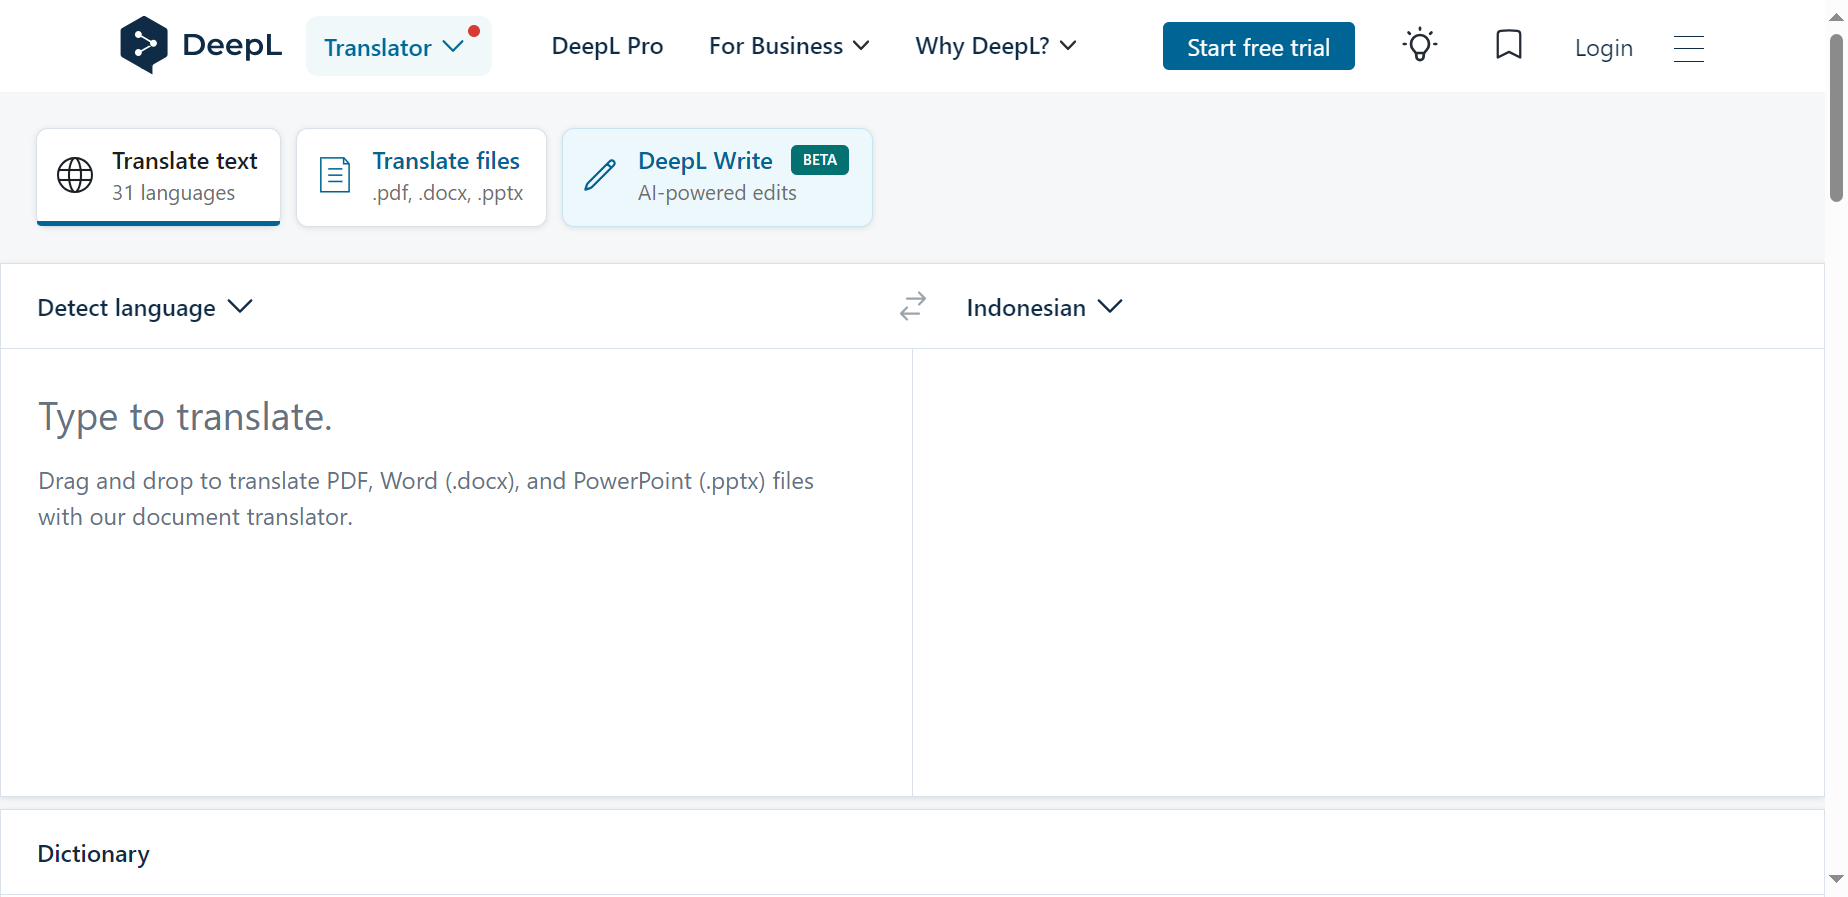 DeepL
Translator
DeepL Pro
For Business
Why DeepL?
Start free trial
Login
Translate text
31 languages
Translate files
.pdf, .docx, .pptx
DeepL Write BETA
AI-powered edits
Detect language
Indonesian
Type to translate.
Drag and drop to translate PDF, Word (.docx), and PowerPoint (.pptx) files
with our document translator.
Dictionary